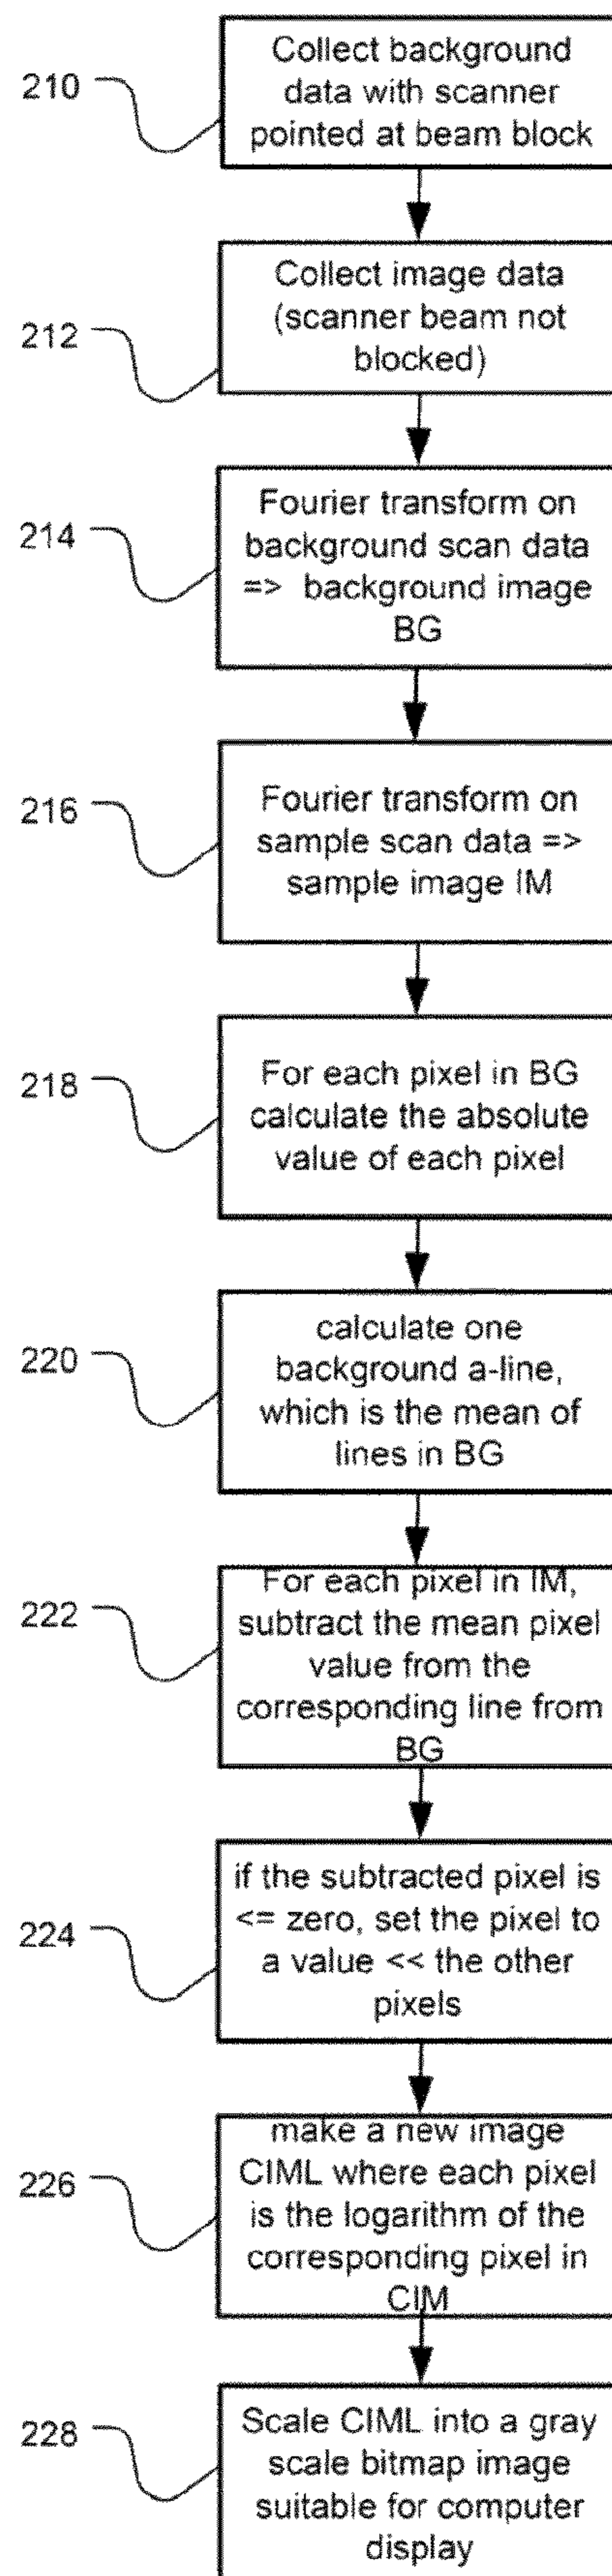 210
Collect background
data with scanner
pointed at beam block
212
Collect image data
(scanner beam not
blocked)
214
Fourier transform on
background scan data
=> background image
BG
216
Fourier transform on
sample scan data =>
sample image IM
218
For each pixel in BG
calculate the absolute
value of each pixel
220
calculate one
background a-line,
which is the mean of
lines in BG
222
For each pixel in IM,
subtract the mean pixel
value from the
corresponding line from
BG
224
if the subtracted pixel is
<= zero, set the pixel to
a value << the other
pixels
226
make a new image
CIML where each pixel
is the logarithm of the
corresponding pixel in
CIM
228
Scale CIML into a gray
scale bitmap image
suitable for computer
display